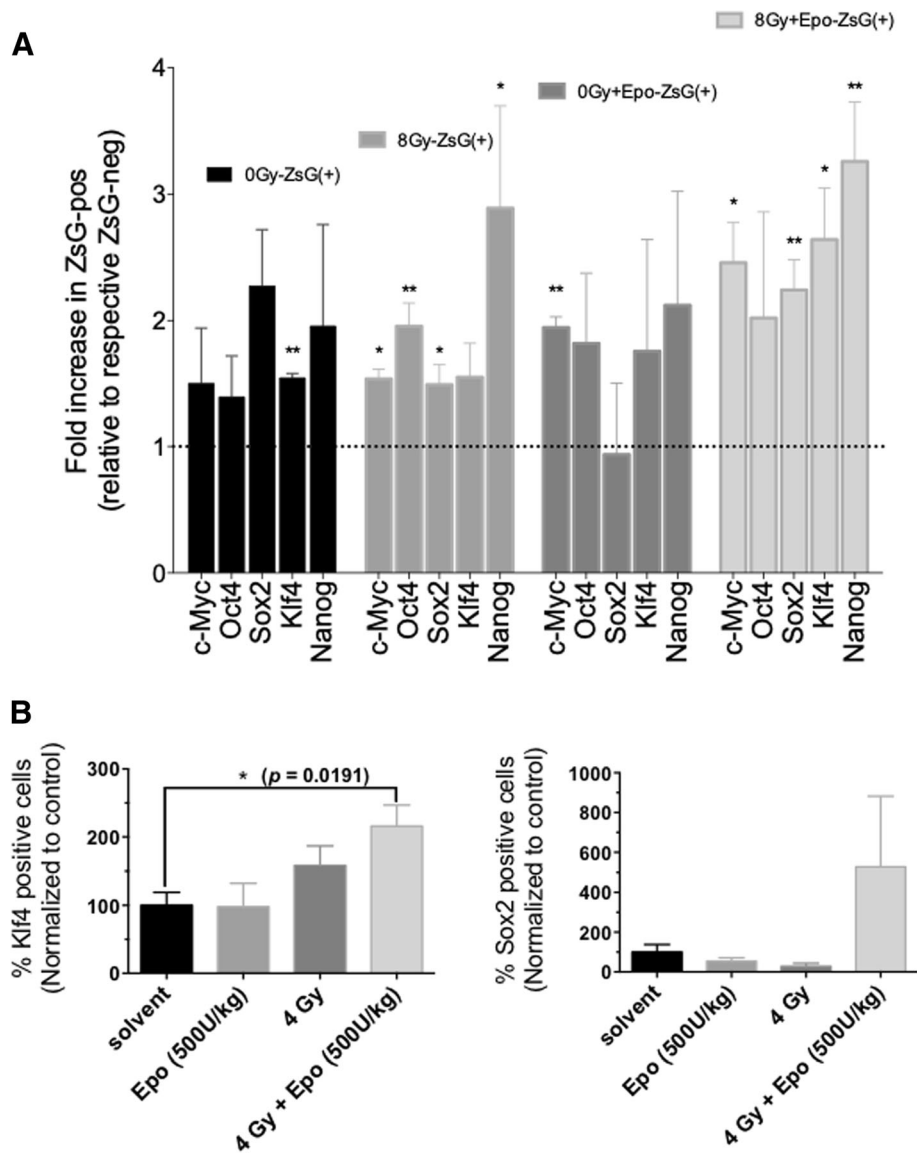 A
8Gy+Epo-ZsG(+)
0Gy+Epo-ZsG(+)
8Gy-ZsG(+)
0Gy-ZsG(+)
Fold increase in ZsG-pos
(relative to respective ZsG-neg)
4
3
2
1
0
** * ** * * ** * ** * **
c-Myc Oct4 Sox2 Klf4 Nanog c-Myc Oct4 Sox2 Klf4 Nanog c-Myc Oct4 Sox2 Klf4 Nanog c-Myc Oct4 Sox2 Klf4 Nanog
B
% Klf4 positive cells
(Normalized to control)
300
200
100
0
* (p = 0.0191)
solvent
Epo (500U/kg)
4 Gy
4 Gy + Epo (500U/kg)
% Sox2 positive cells
(Normalized to control)
1000
800
600
400
200
0
solvent
Epo (500U/kg)
4 Gy
4 Gy + Epo (500U/kg)